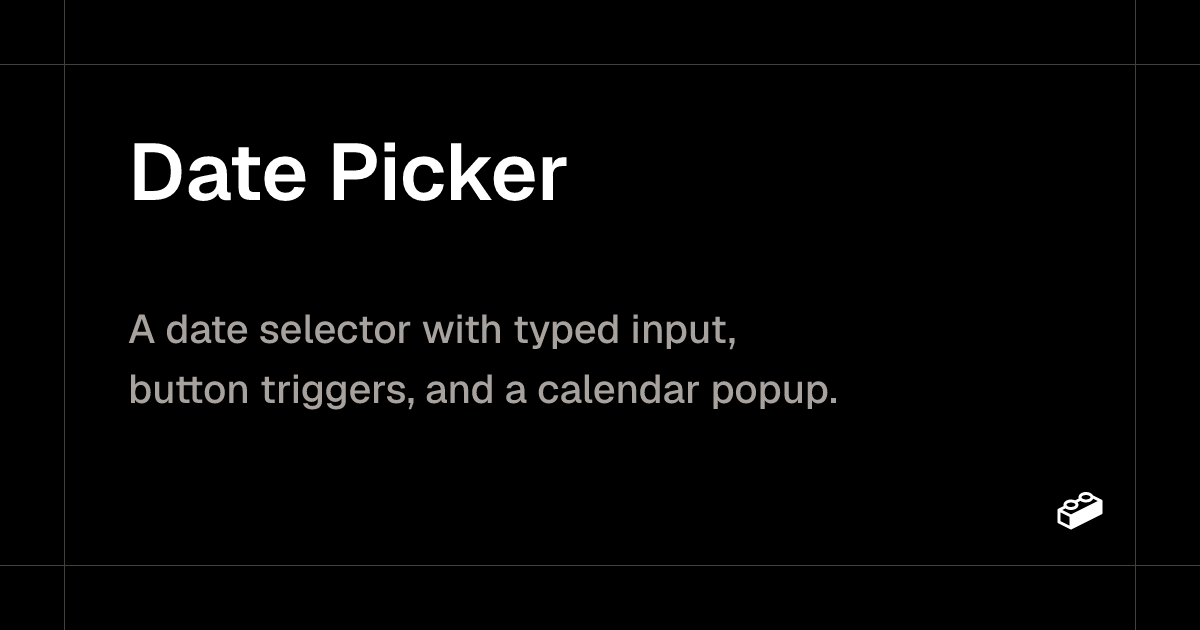 Date Picker
A date selector with typed input,
button triggers, and a calendar popup.